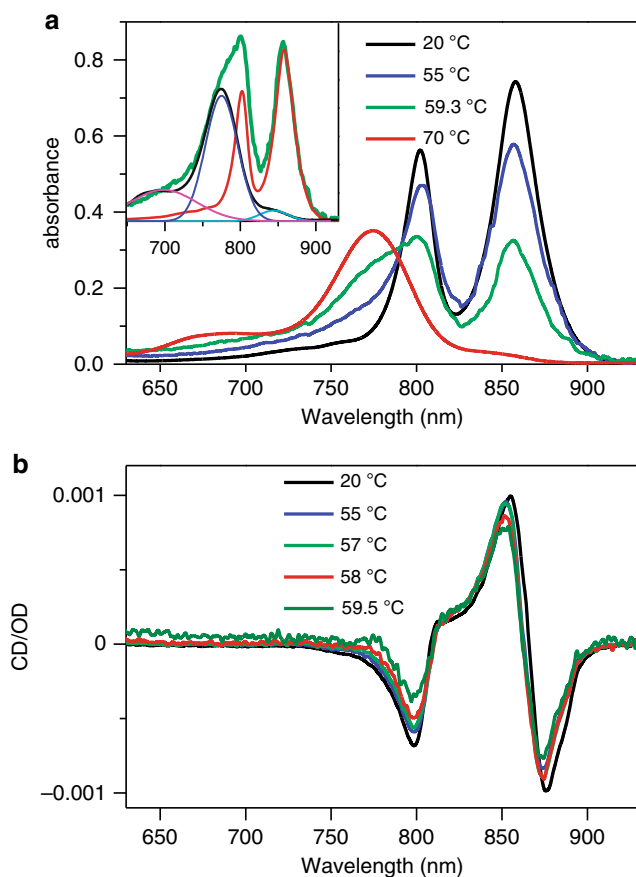 a
absorbance
0.8
0.6
0.4
0.2
0.0
700 800 900
20 °C
55 °C
59.3 °C
70 °C
650 700 750 800 850 900
Wavelength (nm)
b
CD/OD
0.001
0
–0.001
20 °C
55 °C
57 °C
58 °C
59.5 °C
650 700 750 800 850 900
Wavelength (nm)